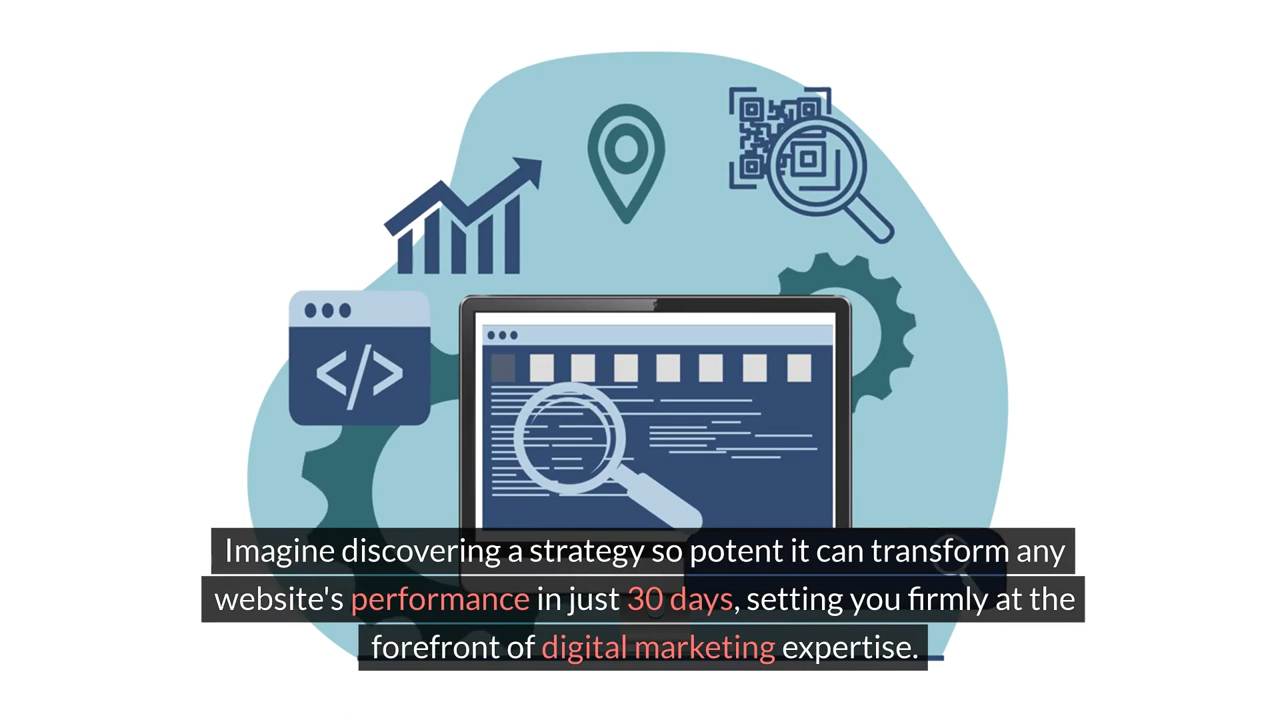 </>
Imagine discovering a strategy so potent it can transform any
website's performance in just 30 days, setting you firmly at the
forefront of digital marketing expertise.